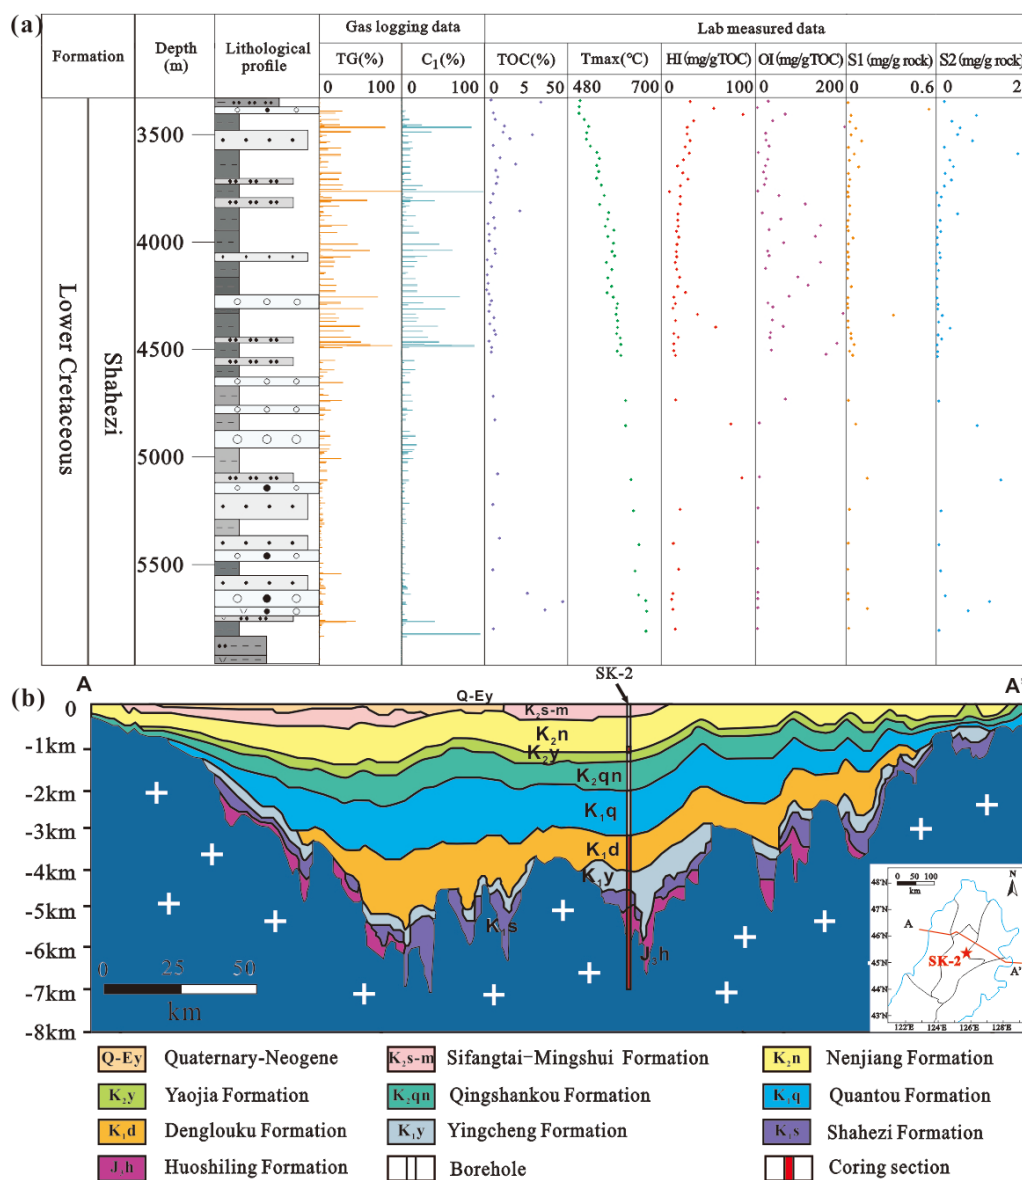 (a)
Gas logging data
Lab measured data
Formation
Depth (m)
Lithological profile
TG(%)
C₁(%)
TOC(%)
Tmax(℃)
HI(mg/gTOC)
OI(mg/gTOC)
S1 (mg/g rock)
S2 (mg/g rock)
0 100
0 100
0 5 50
480 700
0 100
0 200
0 0.6
0 2
Lower Cretaceous
Shahezi
3500
4000
4500
5000
5500
(b)
A
SK-2
A'
Q-Ey
K₂s-m
K₂n
K₂y
K₂qn
K₁q
K₁d
K₁y
K₁s
J₃h
0
-1km
-2km
-3km
-4km
-5km
-6km
-7km
-8km
0 25 50
km
0 50 100
km
N
48°N
47°N
46°N
45°N
44°N
43°N
122°E 124°E 126°E 128°E
A
SK-2
A'
Q-Ey Quaternary-Neogene
K₂s-m Sifangtai-Mingshui Formation
K₂n Nenjiang Formation
K₂y Yaojia Formation
K₂qn Qingshankou Formation
K₁q Quantou Formation
K₁d Denglouku Formation
K₁y Yingcheng Formation
K₁s Shahezi Formation
J₃h Huoshiling Formation
Borehole
Coring section